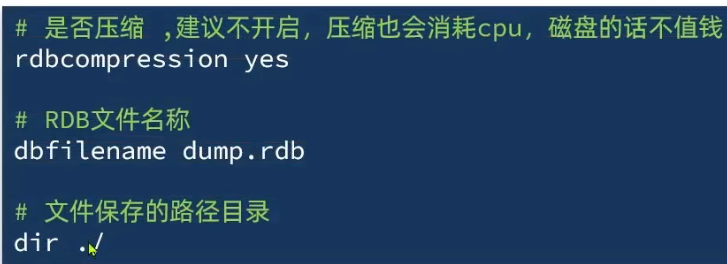 # 是否压缩 ,建议不开启，压缩也会消耗cpu，磁盘的话不值钱
rdbcompression yes
# RDB文件名称
dbfilename dump.rdb
# 文件保存的路径目录
dir ./